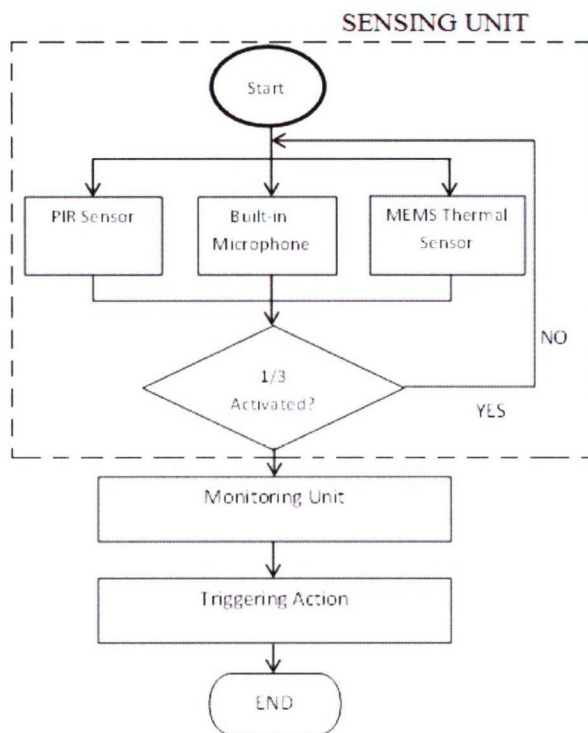 SENSING UNIT
Start
PIR Sensor
Built-in
Microphone
MEMS Thermal
Sensor
NO
1/3
Activated?
YES
Monitoring Unit
Triggering Action
END